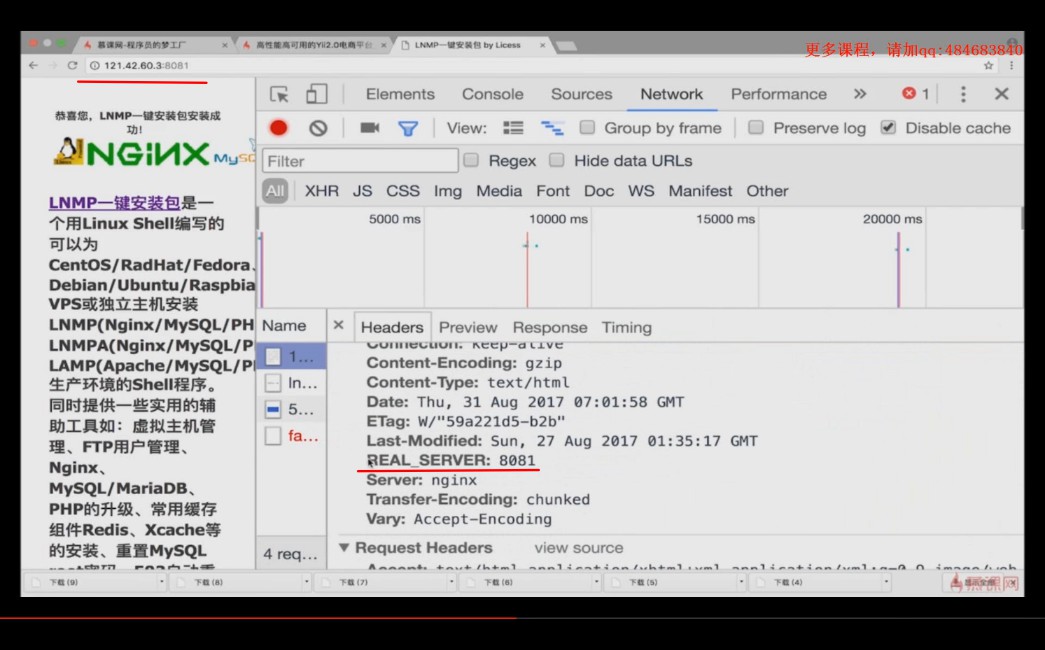 慕课网-程序员的梦工厂
高性能高可用的Yii2.0电商平台
LNMP一键安装包 by Licess
更多课程，请加qq:484683840
121.42.60.3:8081
Elements Console Sources Network Performance » 1
View: Group by frame Preserve log Disable cache
Filter Regex Hide data URLs
All XHR JS CSS Img Media Font Doc WS Manifest Other
5000 ms 10000 ms 15000 ms 20000 ms
恭喜您，LNMP一键安装包安装成
功!
NGiNX MySQ
LNMP一键安装包是一
个用Linux Shell编写的
可以为
CentOS/RadHat/Fedora、
Debian/Ubuntu/Raspbia
VPS或独立主机安装
LNMP(Nginx/MySQL/PH
LNMPA(Nginx/MySQL/P
LAMP(Apache/MySQL/P
生产环境的Shell程序。
同时提供一些实用的辅
助工具如：虚拟主机管
理、FTP用户管理、
Nginx、
MySQL/MariaDB、
PHP的升级、常用缓存
组件Redis、Xcache等
的安装、重置MySQL
Name
1...
In...
5...
fa...
4 req...
Headers Preview Response Timing
Connection: keep-alive
Content-Encoding: gzip
Content-Type: text/html
Date: Thu, 31 Aug 2017 07:01:58 GMT
ETag: W/"59a221d5-b2b"
Last-Modified: Sun, 27 Aug 2017 01:35:17 GMT
REAL_SERVER: 8081
Server: nginx
Transfer-Encoding: chunked
Vary: Accept-Encoding
Request Headers view source
Accept: text/html,application/xhtml+xml,application/xml;q=0.9,image/web
下载 (9) 下载 (8) 下载 (7) 下载 (6) 下载 (5) 下载 (4)
慕课网